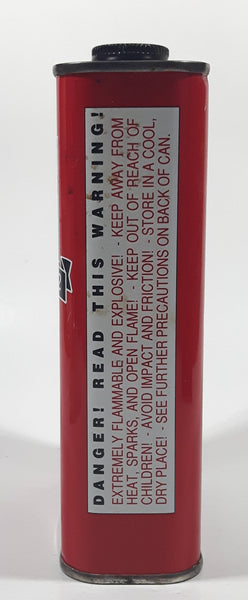 DANGER! READ THIS WARNING!
EXTREMELY FLAMMABLE AND EXPLOSIVE! - KEEP AWAY FROM
HEAT, SPARKS, AND OPEN FLAME! - KEEP OUT OF REACH OF
CHILDREN! - AVOID IMPACT AND FRICTION! - STORE IN A COOL,
DRY PLACE! - SEE FURTHER PRECAUTIONS ON BACK OF CAN.